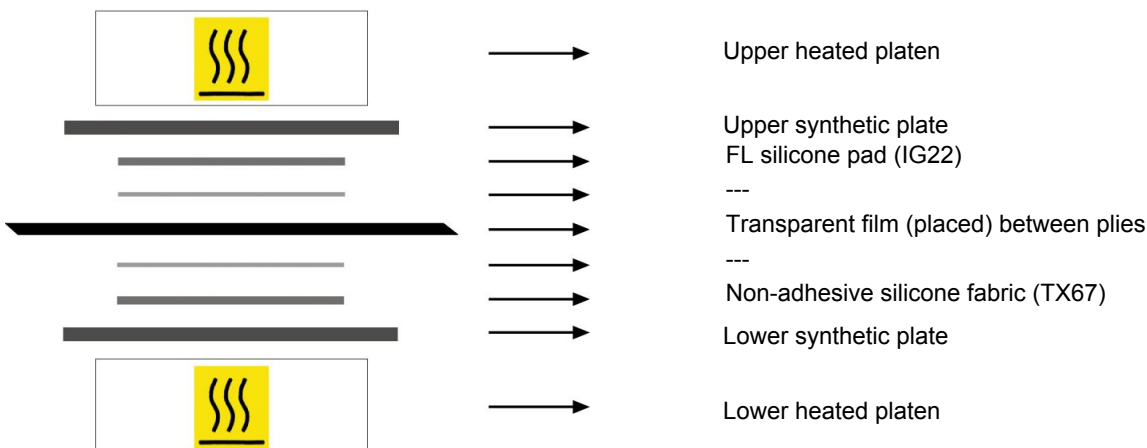 Upper heated platen
Upper synthetic plate
FL silicone pad (IG22)
---
Transparent film (placed) between plies
---
Non-adhesive silicone fabric (TX67)
Lower synthetic plate
Lower heated platen